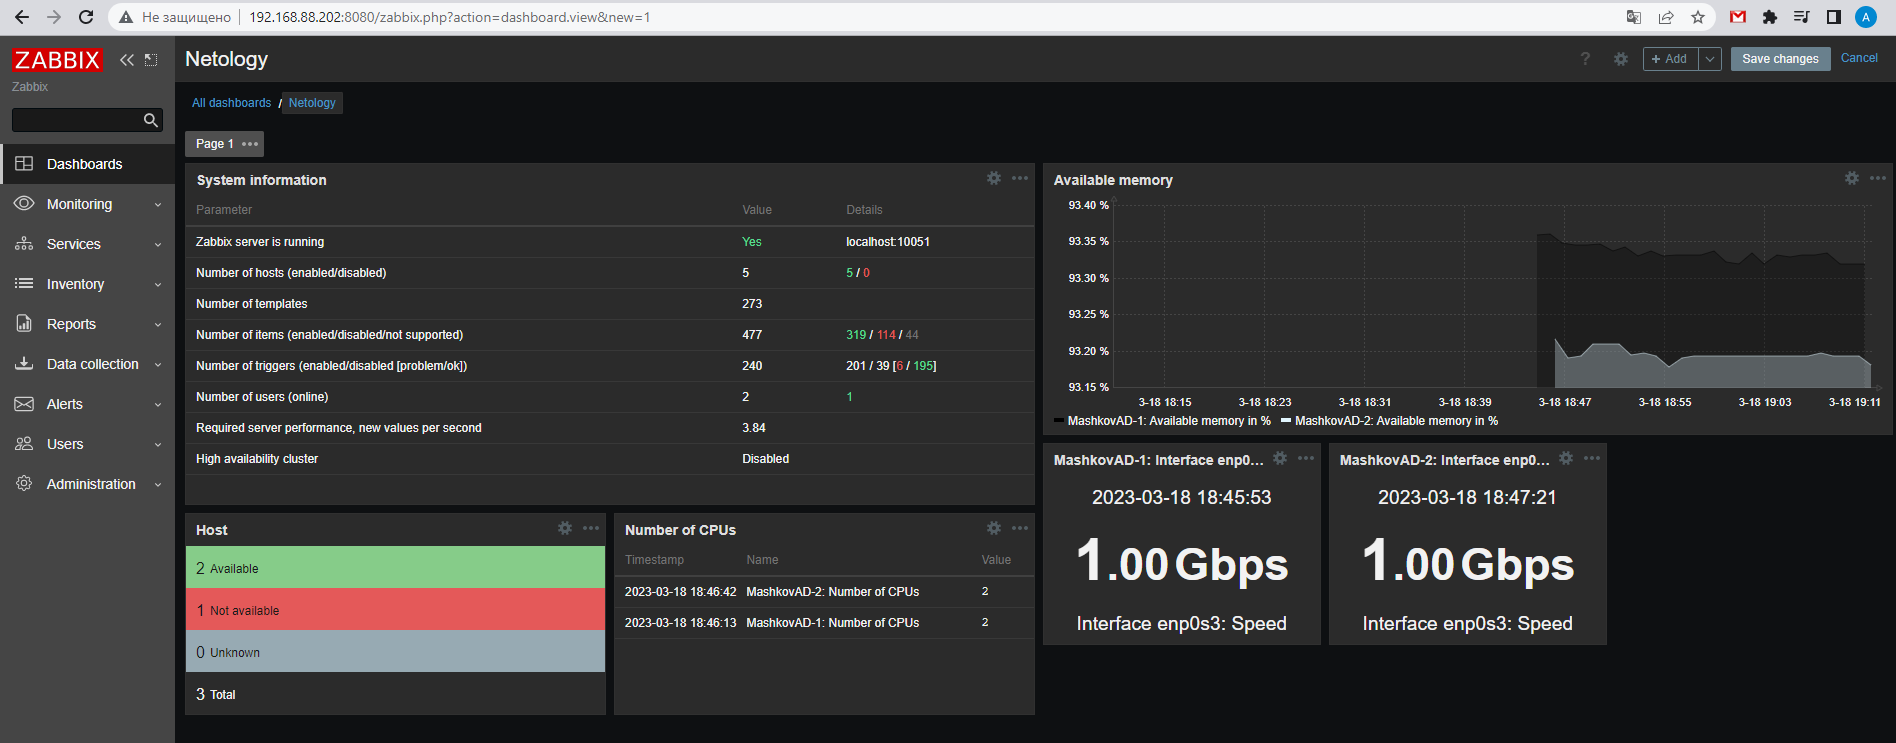 Не защищено 192.168.88.202:8080/zabbix.php?action=dashboard.view&new=1
A
ZABBIX
Zabbix
Dashboards
Monitoring
Services
Inventory
Reports
Data collection
Alerts
Users
Administration
Netology
? + Add Save changes Cancel
All dashboards / Netology
Page 1
System information
Parameter Value Details
Zabbix server is running Yes localhost:10051
Number of hosts (enabled/disabled) 5 5 / 0
Number of templates 273
Number of items (enabled/disabled/not supported) 477 319 / 114 / 44
Number of triggers (enabled/disabled [problem/ok]) 240 201 / 39 [6 / 195]
Number of users (online) 2 1
Required server performance, new values per second 3.84
High availability cluster Disabled
Available memory
93.40 %
93.35 %
93.30 %
93.25 %
93.20 %
93.15 %
3-18 18:15 3-18 18:23 3-18 18:31 3-18 18:39 3-18 18:47 3-18 18:55 3-18 19:03 3-18 19:11
MashkovAD-1: Available memory in % MashkovAD-2: Available memory in %
Host
2 Available
1 Not available
0 Unknown
3 Total
Number of CPUs
Timestamp Name Value
2023-03-18 18:46:42 MashkovAD-2: Number of CPUs 2
2023-03-18 18:46:13 MashkovAD-1: Number of CPUs 2
MashkovAD-1: Interface enp0...
2023-03-18 18:45:53
1.00 Gbps
Interface enp0s3: Speed
MashkovAD-2: Interface enp0...
2023-03-18 18:47:21
1.00 Gbps
Interface enp0s3: Speed